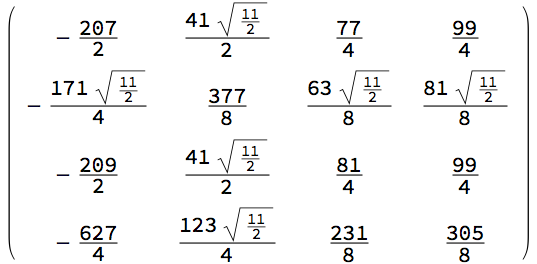 - 207/2 41 √(11/2)/2 77/4 99/4
- 171 √(11/2)/4 377/8 63 √(11/2)/8 81 √(11/2)/8
- 209/2 41 √(11/2)/2 81/4 99/4
- 627/4 123 √(11/2)/4 231/8 305/8